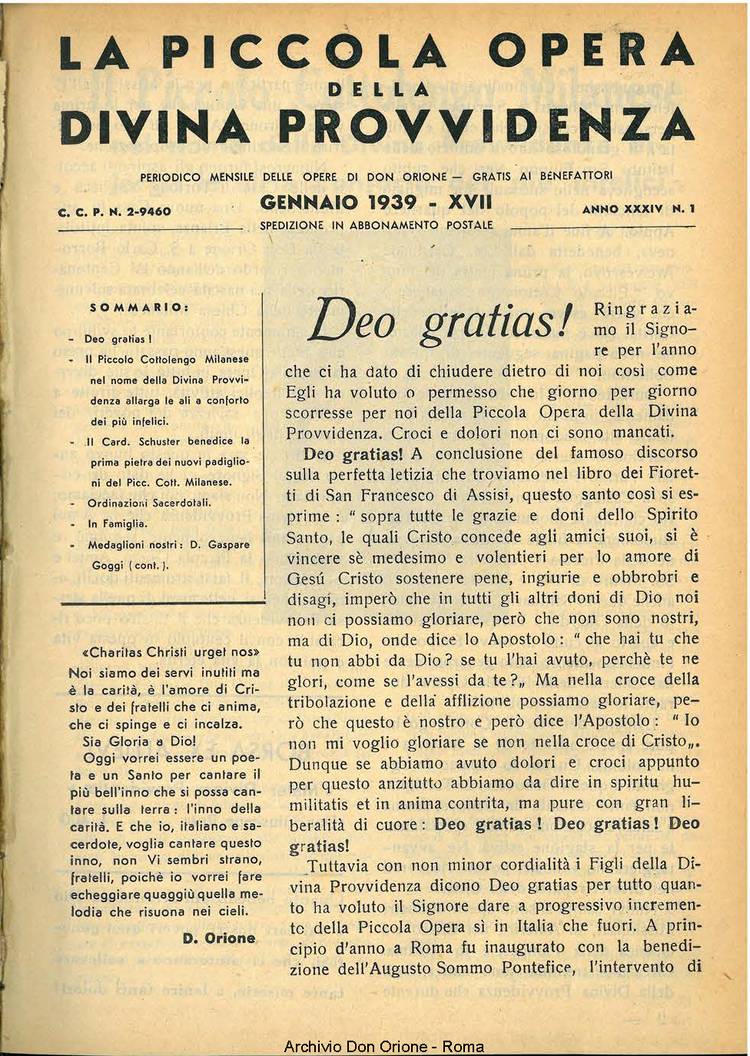 LA PICCOLA OPERA
DELLA
DIVINA PROVVIDENZA
PERIODICO MENSILE DELLE OPERE DI DON ORIONE — GRATIS AI BENEFATTORI
C. C. P. N. 2-9460
GENNAIO 1939 - XVII
ANNO XXXIV N. 1
SPEDIZIONE IN ABBONAMENTO POSTALE
SOMMARIO:
- Deo gratias!
- Il Piccolo Cottolengo Milanese
nel nome della Divina Provvi-
denza allarga le ali a conforto
dei più infelici.
- Il Card. Schuster benedice la
prima pietra dei nuovi padiglio-
ni del Picc. Cott. Milanese.
- Ordinazioni Sacerdotali.
- In Famiglia.
- Medaglioni nostri: D. Gaspare
Goggi (cont.).
«Charitas Christi urget nos»
Noi siamo dei servi inutili ma
è la carità, è l'amore di Cri-
sto e dei fratelli che ci anima,
che ci spinge e ci incalza.
Sia Gloria a Dio!
Oggi vorrei essere un poe-
ta e un Santo per cantare il
più bell'inno che si possa can-
tare sulla terra: l'inno della
carità. E che io, italiano e sa-
cerdote, voglia cantare questo
inno, non Vi sembri strano,
fratelli, poichè io vorrei fare
echeggiare quaggiù quella me-
lodia che risuona nei cieli.
D. Orione
Deo gratias!
Ringrazia-
mo il Signo-
re per l'anno
che ci ha dato di chiudere dietro di noi così come
Egli ha voluto o permesso che giorno per giorno
scorresse per noi della Piccola Opera della Divina
Provvidenza. Croci e dolori non ci sono mancati.
Deo gratias! A conclusione del famoso discorso
sulla perfetta letizia che troviamo nel libro dei Fioret-
ti di San Francesco di Assisi, questo santo così si es-
prime: " sopra tutte le grazie e doni dello Spirito
Santo, le quali Cristo concede agli amici suoi, si è
vincere sè medesimo e volentieri per lo amore di
Gesú Cristo sostenere pene, ingiurie e obbrobri e
disagi, imperò che in tutti gli altri doni di Dio noi
non ci possiamo gloriare, però che non sono nostri,
ma di Dio, onde dice lo Apostolo: " che hai tu che
tu non abbi da Dio? se tu l'hai avuto, perchè te ne
glori, come se l'avessi da te?„ Ma nella croce della
tribolazione e della afflizione possiamo gloriare, pe-
rò che questo è nostro e però dice l'Apostolo: " Io
non mi voglio gloriare se non nella croce di Cristo„.
Dunque se abbiamo avuto dolori e croci appunto
per questo anzitutto abbiamo da dire in spiritu hu-
militatis et in anima contrita, ma pure con gran li-
beralità di cuore: Deo gratias! Deo gratias! Deo
gratias!
Tuttavia con non minor cordialità i Figli della Di-
vina Provvidenza dicono Deo gratias per tutto quan-
to ha voluto il Signore dare a progressivo incremen-
to della Piccola Opera sì in Italia che fuori. A prin-
cipio d'anno a Roma fu inaugurato con la benedi-
zione dell'Augusto Sommo Pontefice, l'intervento di
Archivio Don Orione - Roma